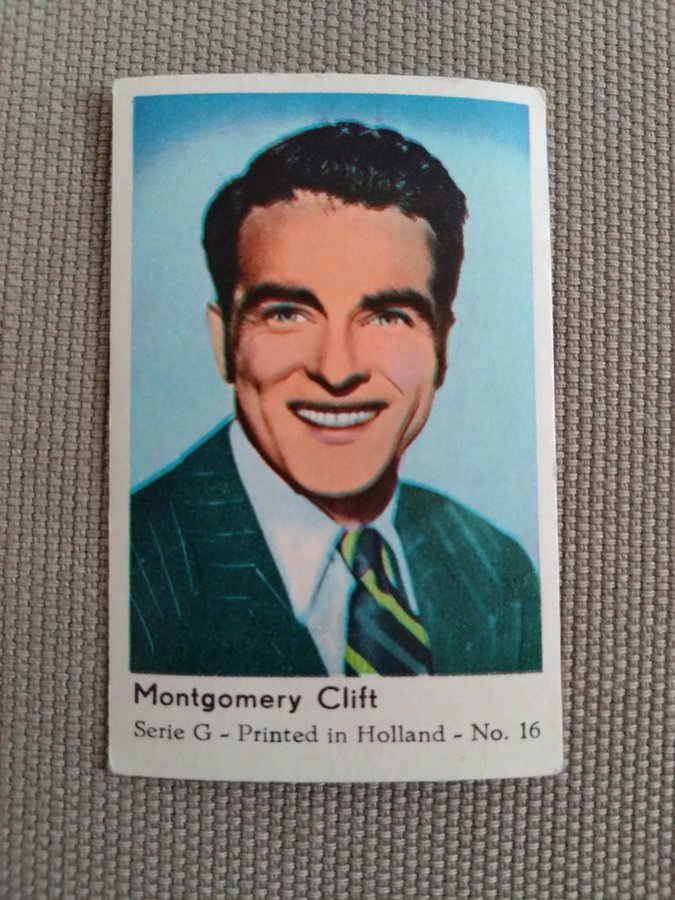 Montgomery Clift
Serie G - Printed in Holland - No. 16